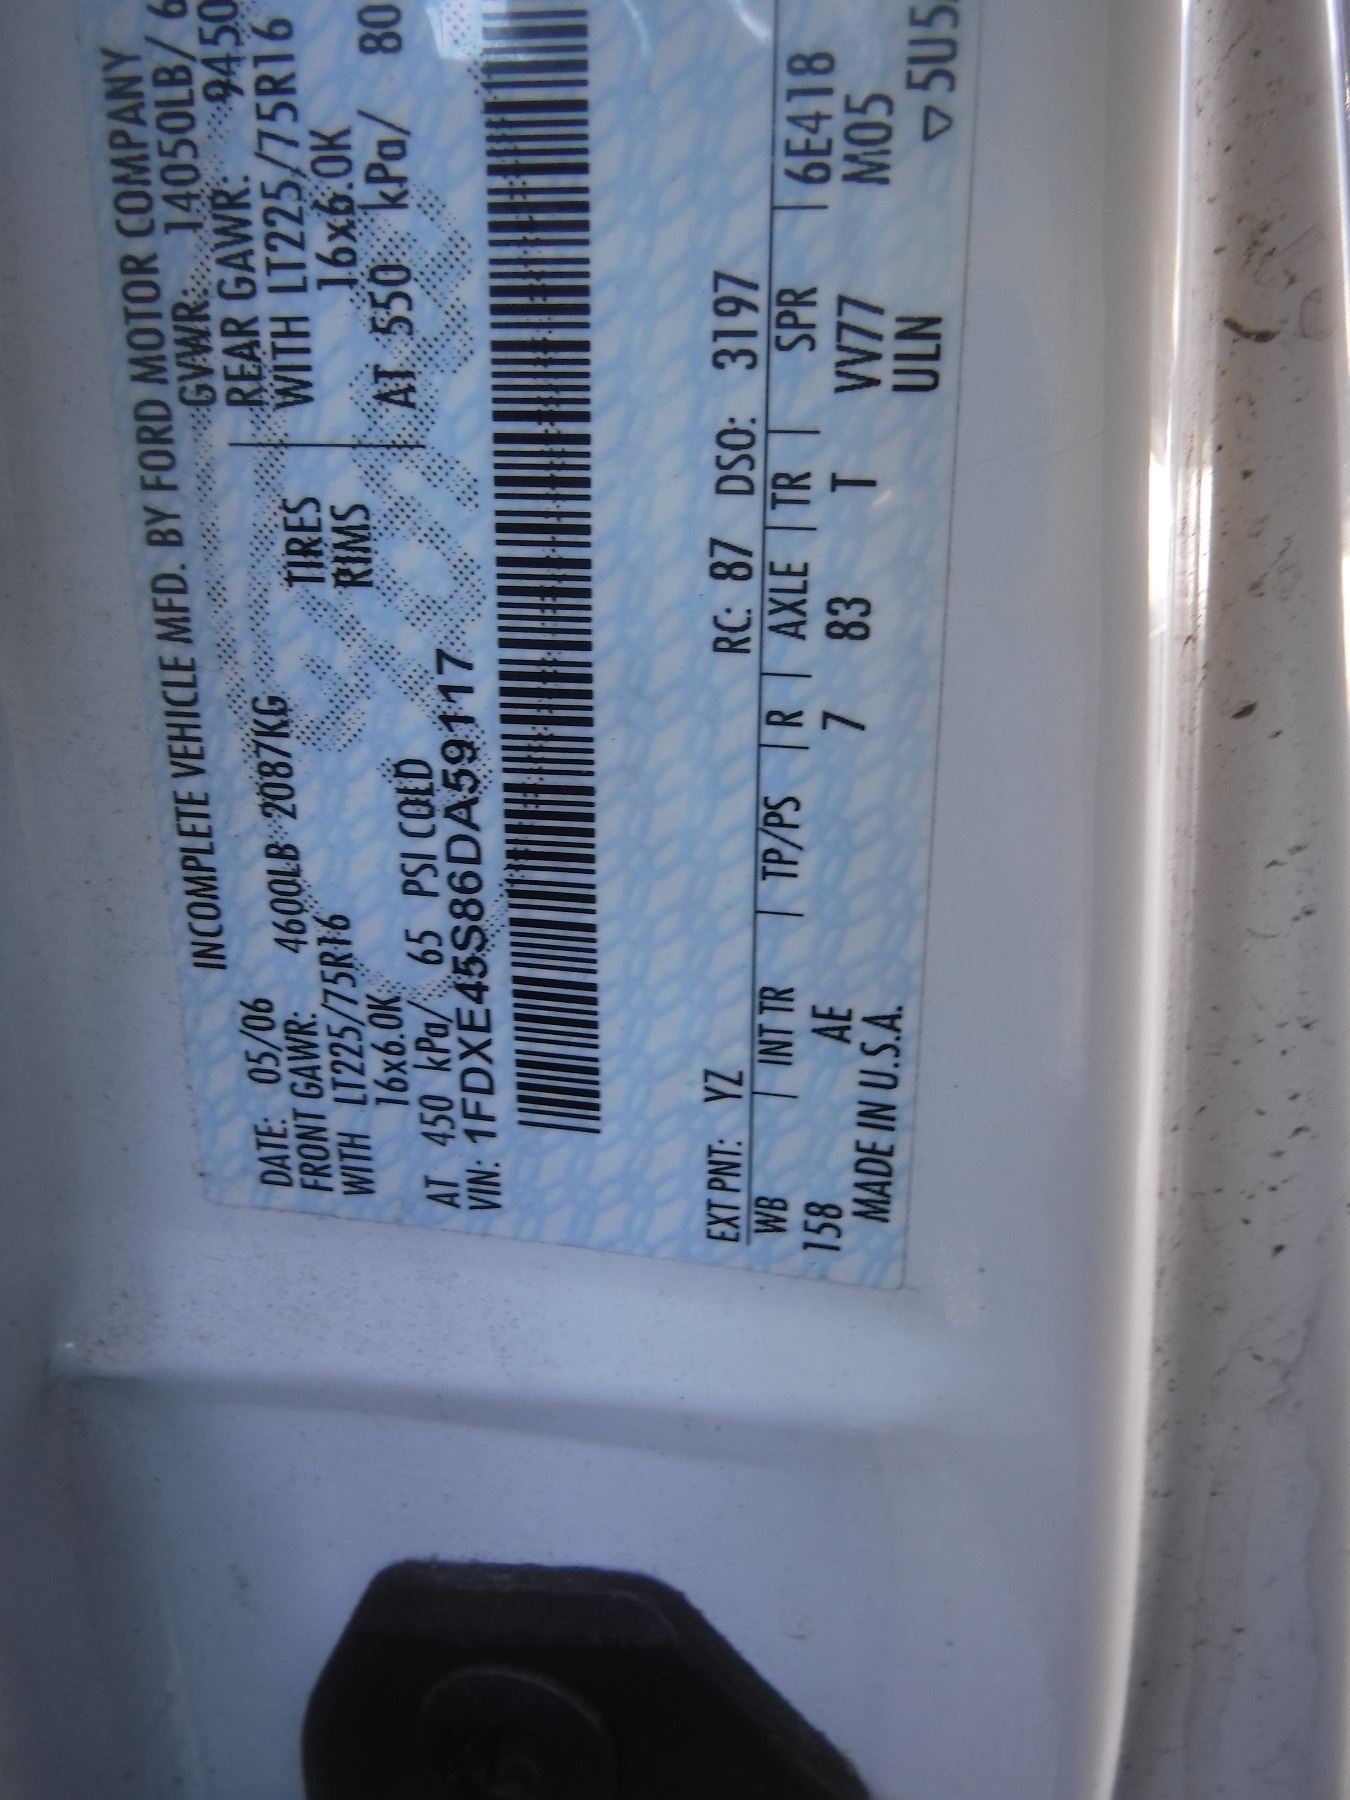 INCOMPLETE VEHICLE MFD. BY FORD MOTOR COMPANY
DATE: 05/06 GVWR: 14050LB/ 6
FRONT GAWR: 4600LB 2087KG REAR GAWR: 9450
WITH LT225/75R16 TIRES WITH LT225/75R16
16x6.0K RIMS 16x6.0K
AT 450 kPa/ 65 PSI COLD AT 550 kPa/ 80
VIN: 1FDXE45S86DA59117
EXT PNT: YZ RC: 87 DSO: 3197
WB INT TR TP/PS R AXLE TR SPR 6E418
158 AE 7 83 T VV77 M05
MADE IN U.S.A. ULN ▽5U5